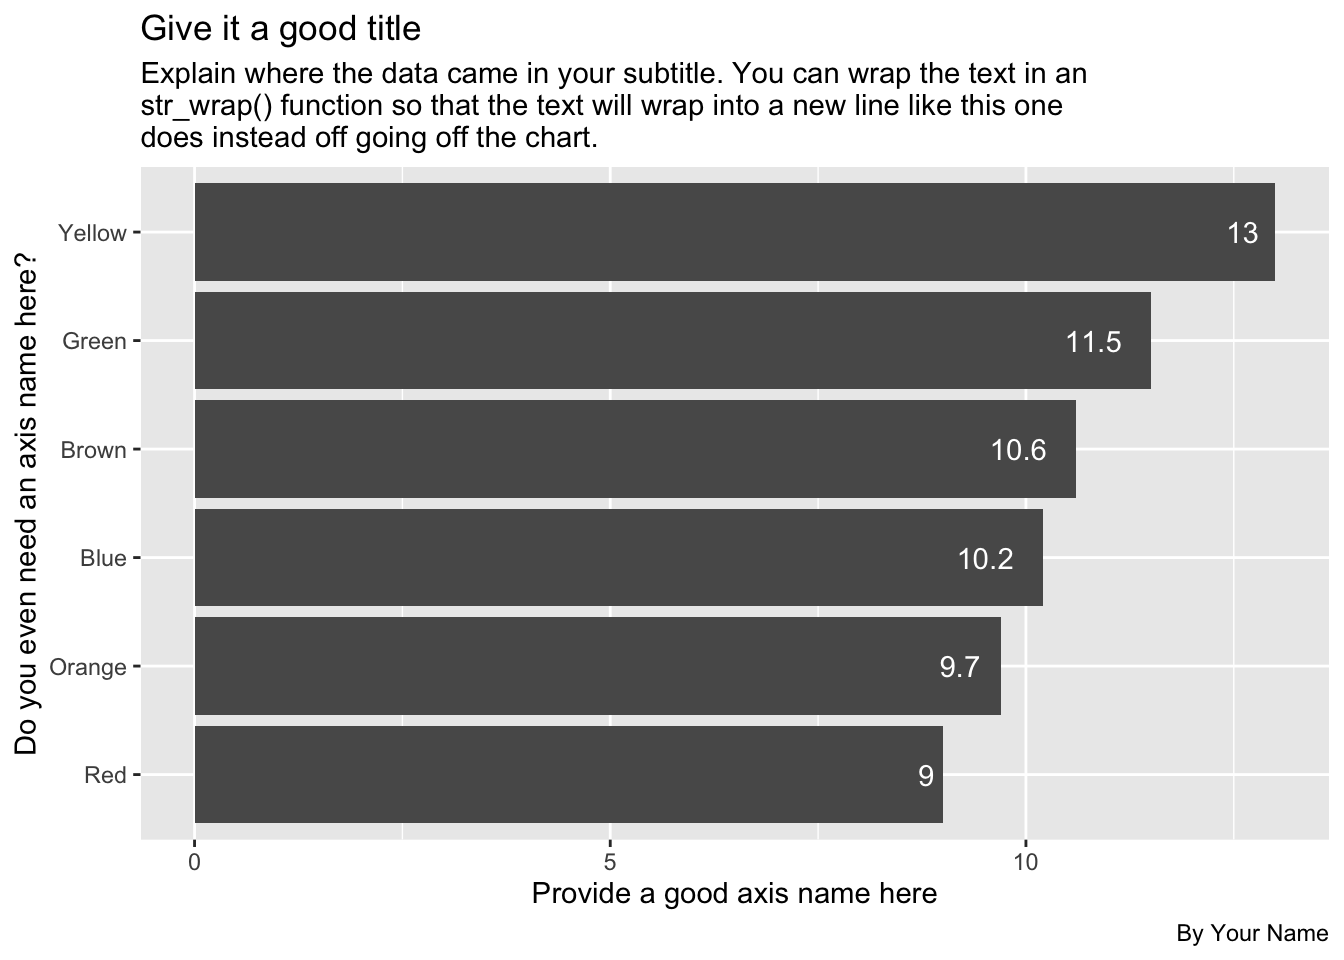 Give it a good title
Explain where the data came in your subtitle. You can wrap the text in an
str_wrap() function so that the text will wrap into a new line like this one
does instead off going off the chart.
Do you even need an axis name here?
Yellow
13
Green
11.5
Brown
10.6
Blue
10.2
Orange
9.7
Red
9
0 5 10
Provide a good axis name here
By Your Name